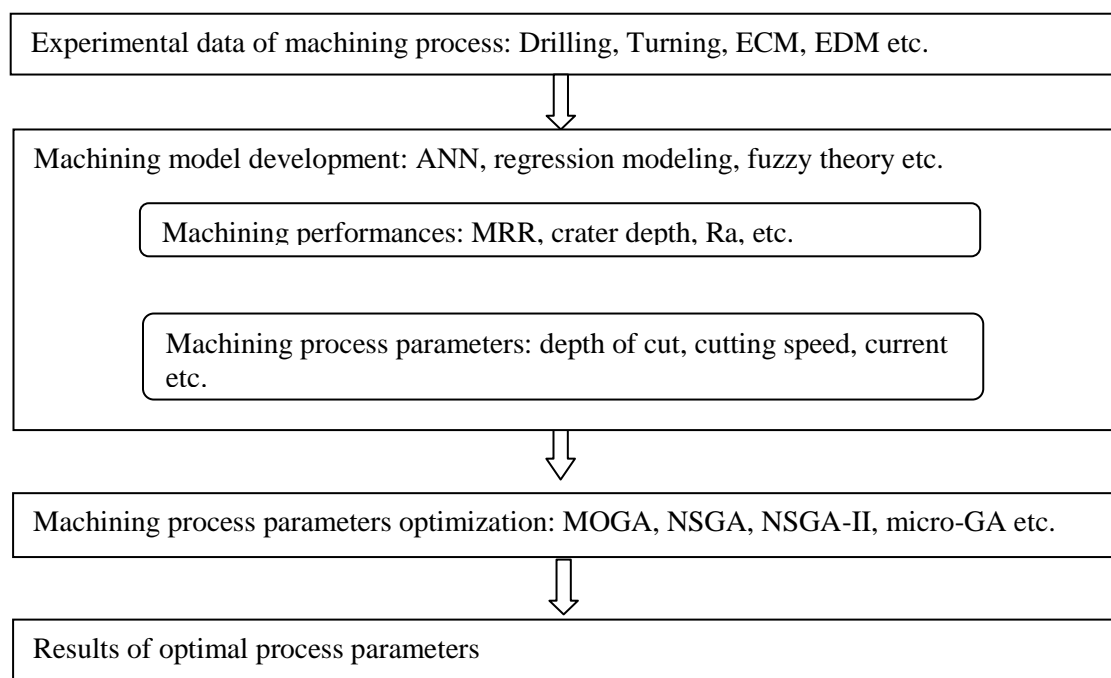 Experimental data of machining process: Drilling, Turning, ECM, EDM etc.
Machining model development: ANN, regression modeling, fuzzy theory etc.
Machining performances: MRR, crater depth, Ra, etc.
Machining process parameters: depth of cut, cutting speed, current
etc.
Machining process parameters optimization: MOGA, NSGA, NSGA-II, micro-GA etc.
Results of optimal process parameters